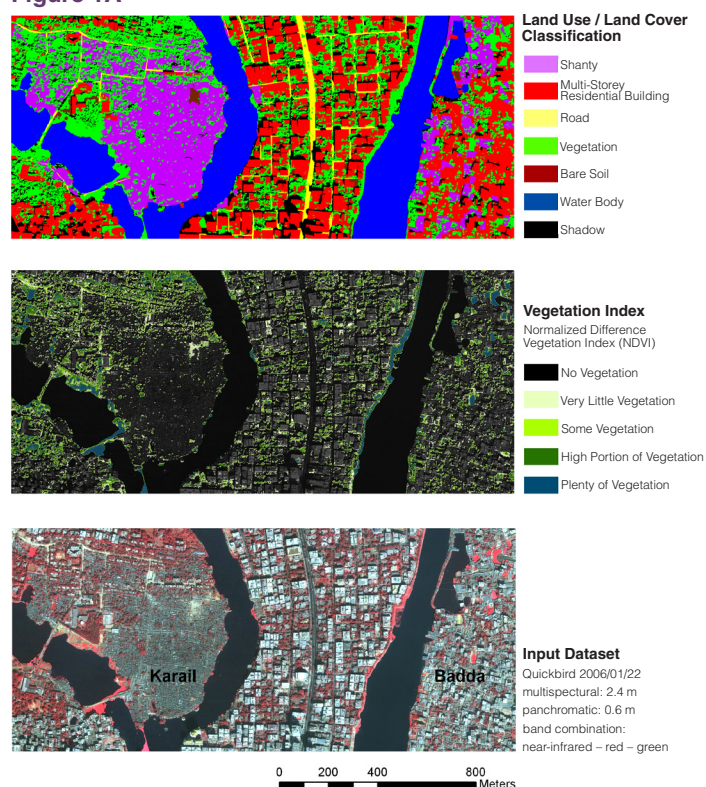 Land Use / Land Cover
Classification
Shanty
Multi-Storey
Residential Building
Road
Vegetation
Bare Soil
Water Body
Shadow
Vegetation Index
Normalized Difference
Vegetation Index (NDVI)
No Vegetation
Very Little Vegetation
Some Vegetation
High Portion of Vegetation
Plenty of Vegetation
Karail
Badda
Input Dataset
Quickbird 2006/01/22
multispectural: 2.4 m
panchromatic: 0.6 m
band combination:
near-infrared – red – green
0 200 400 800
Meters